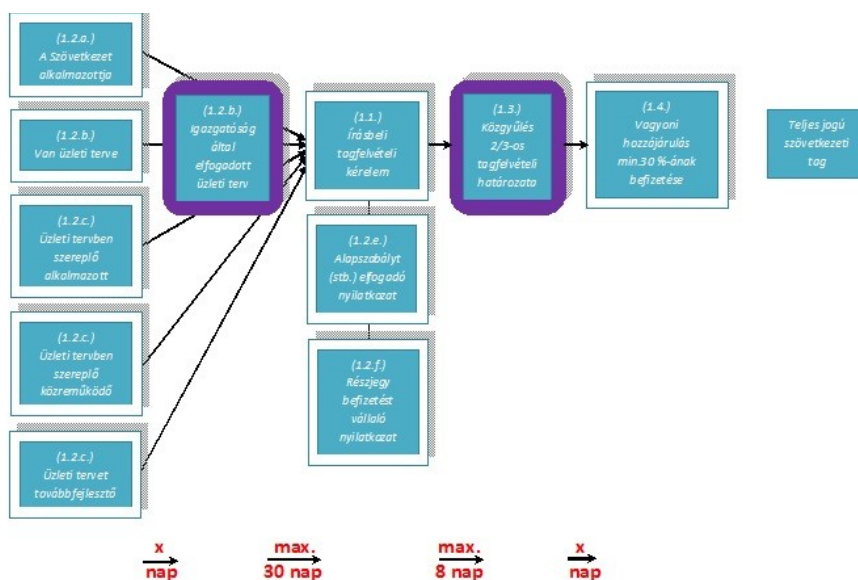 (1.2.a.)
A Szövetkezet
alkalmazottja
(1.2.b.)
Van üzleti terve
(1.2.c.)
Üzleti tervben
szereplő
alkalmazott
(1.2.c.)
Üzleti tervben
szereplő
közreműködő
(1.2.c.)
Üzleti tervet
továbbfejlesztő
(1.2.b.)
Igazgatóság
által
elfogadott
üzleti terv
(1.1.)
Írásbeli
tagfelvételi
kérelem
(1.2.e.)
Alapszabályt
(stb.) elfogadó
nyilatkozat
(1.2.f.)
Részjegy
befizetést
vállaló
nyilatkozat
(1.3.)
Közgyűlés
2/3-os
tagfelvételi
határozata
(1.4.)
Vagyoni
hozzájárulás
min.30 %-ának
befizetése
Teljes jogú
szövetkezeti
tag
x
nap
max.
30 nap
max.
8 nap
x
nap